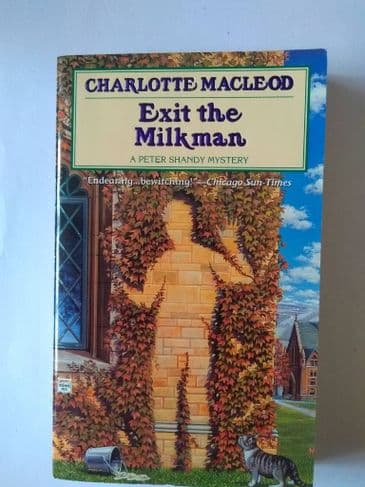 CHARLOTTE MACLEOD
Exit the
Milkman
A PETER SHANDY MYSTERY
"Endearing...bewitching!"—Chicago Sun-Times